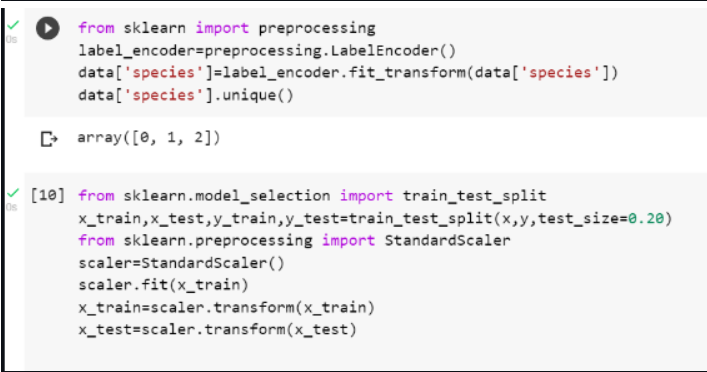 0s
from sklearn import preprocessing
label_encoder=preprocessing.LabelEncoder()
data['species']=label_encoder.fit_transform(data['species'])
data['species'].unique()
array([0, 1, 2])
0s
[10] from sklearn.model_selection import train_test_split
x_train,x_test,y_train,y_test=train_test_split(x,y,test_size=0.20)
from sklearn.preprocessing import StandardScaler
scaler=StandardScaler()
scaler.fit(x_train)
x_train=scaler.transform(x_train)
x_test=scaler.transform(x_test)